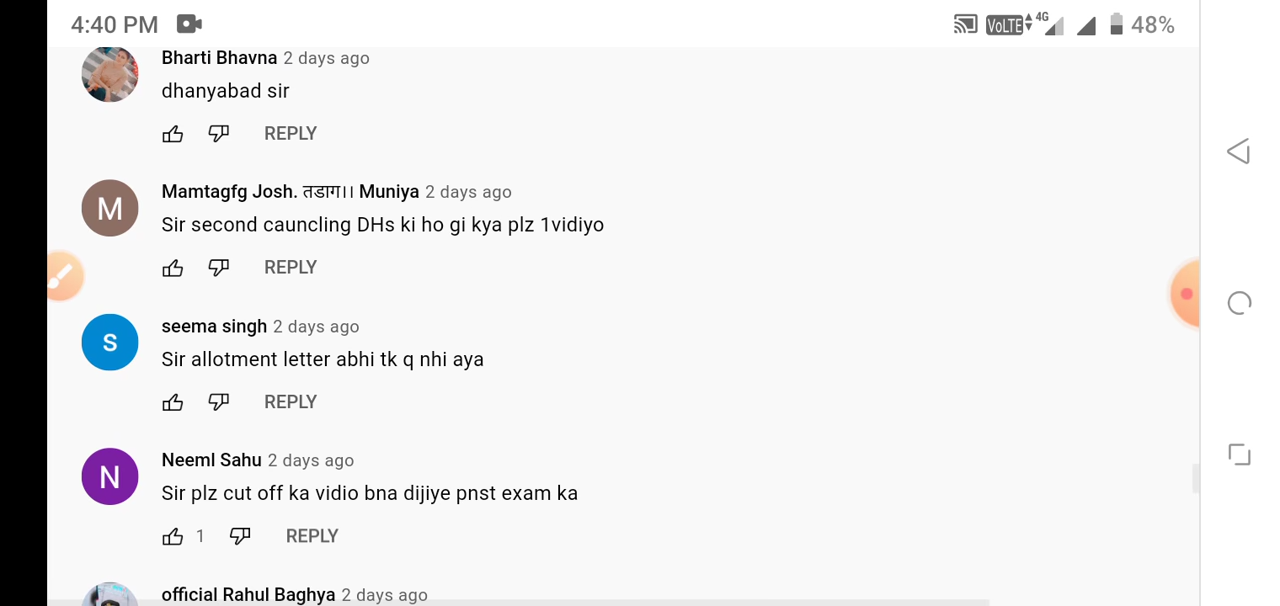 4:40 PM VoLTE 4G 48%
Bharti Bhavna 2 days ago
dhanyabad sir
REPLY
Mamtagfg Josh. तडाग।। Muniya 2 days ago
M
Sir second cauncling DHs ki ho gi kya plz 1vidiyo
REPLY
seema singh 2 days ago
S
Sir allotment letter abhi tk q nhi aya
REPLY
Neeml Sahu 2 days ago
N
Sir plz cut off ka vidio bna dijiye pnst exam ka
1 REPLY
official Rahul Baghya 2 days ago